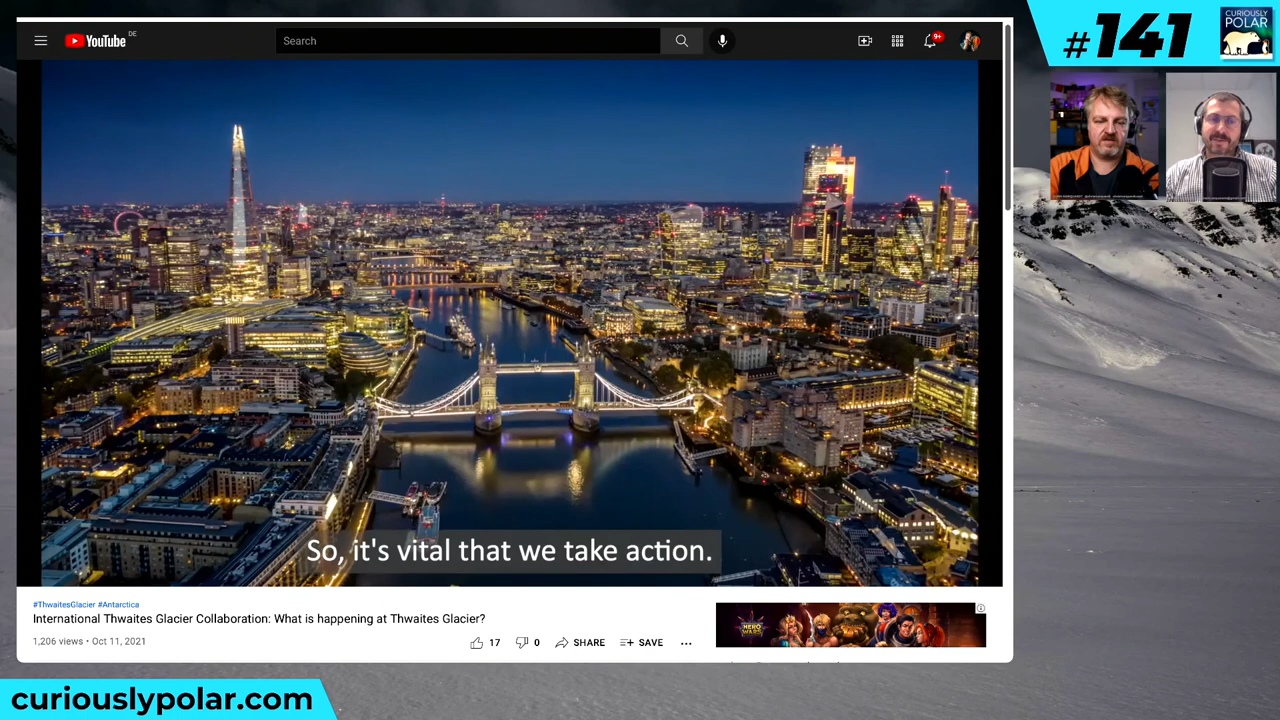 YouTube
DE
Search
9+
#141
CURIOUSLY
POLAR
So, it's vital that we take action.
#ThwaitesGlacier #Antarctica
International Thwaites Glacier Collaboration: What is happening at Thwaites Glacier?
1,206 views • Oct 11, 2021
17
0
SHARE
SAVE
HERO
WARS
curiouslypolar.com